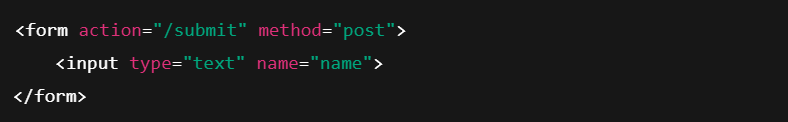 <form action="/submit" method="post">
    <input type="text" name="name">
</form>